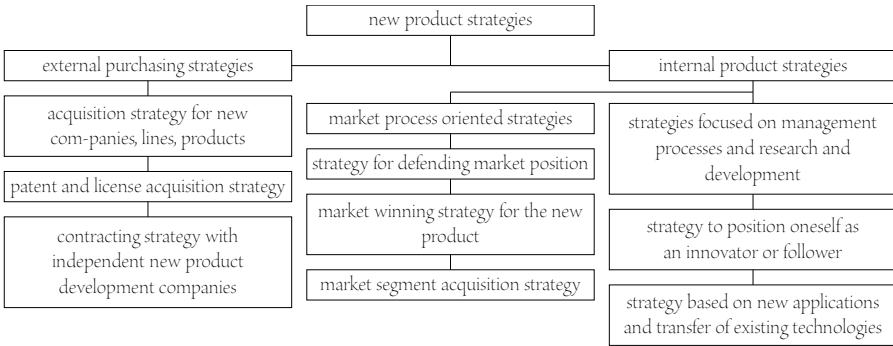 new product strategies
external purchasing strategies
internal product strategies
acquisition strategy for new
com-panies, lines, products
patent and license acquisition strategy
contracting strategy with
independent new product
development companies
market process oriented strategies
strategy for defending market position
market winning strategy for the new
product
market segment acquisition strategy
strategies focused on management
processes and research and
development
strategy to position oneself as
an innovator or follower
strategy based on new applications
and transfer of existing technologies